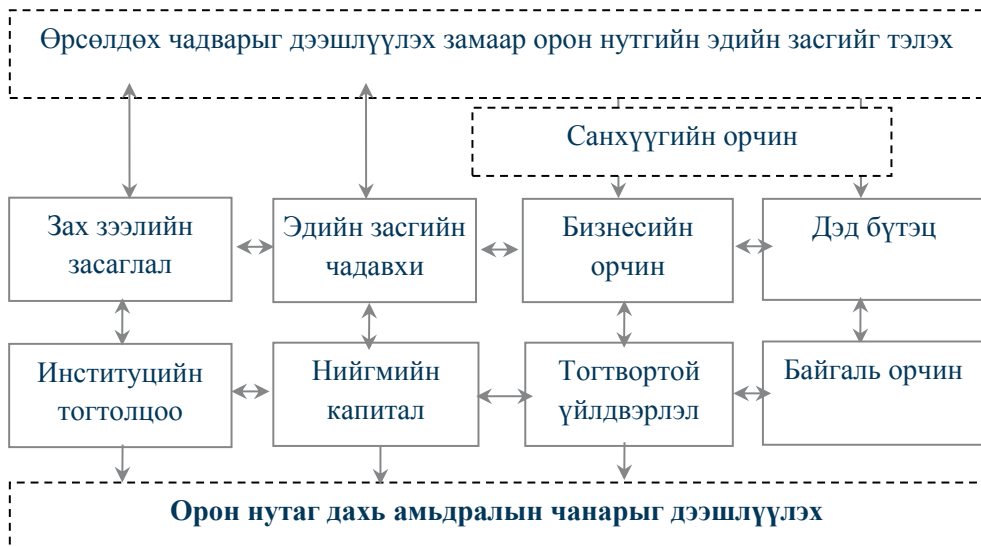 Өрсөлдөх чадварыг дээшлүүлэх замаар орон нутгийн эдийн засгийг тэлэх
Санхүүгийн орчин
Зах зээлийн
засаглал
Эдийн засгийн
чадавхи
Бизнесийн
орчин
Дэд бүтэц
Институцийн
тогтолцоо
Нийгмийн
капитал
Тогтвортой
үйлдвэрлэл
Байгаль орчин
Орон нутаг дахь амьдралын чанарыг дээшлүүлэх